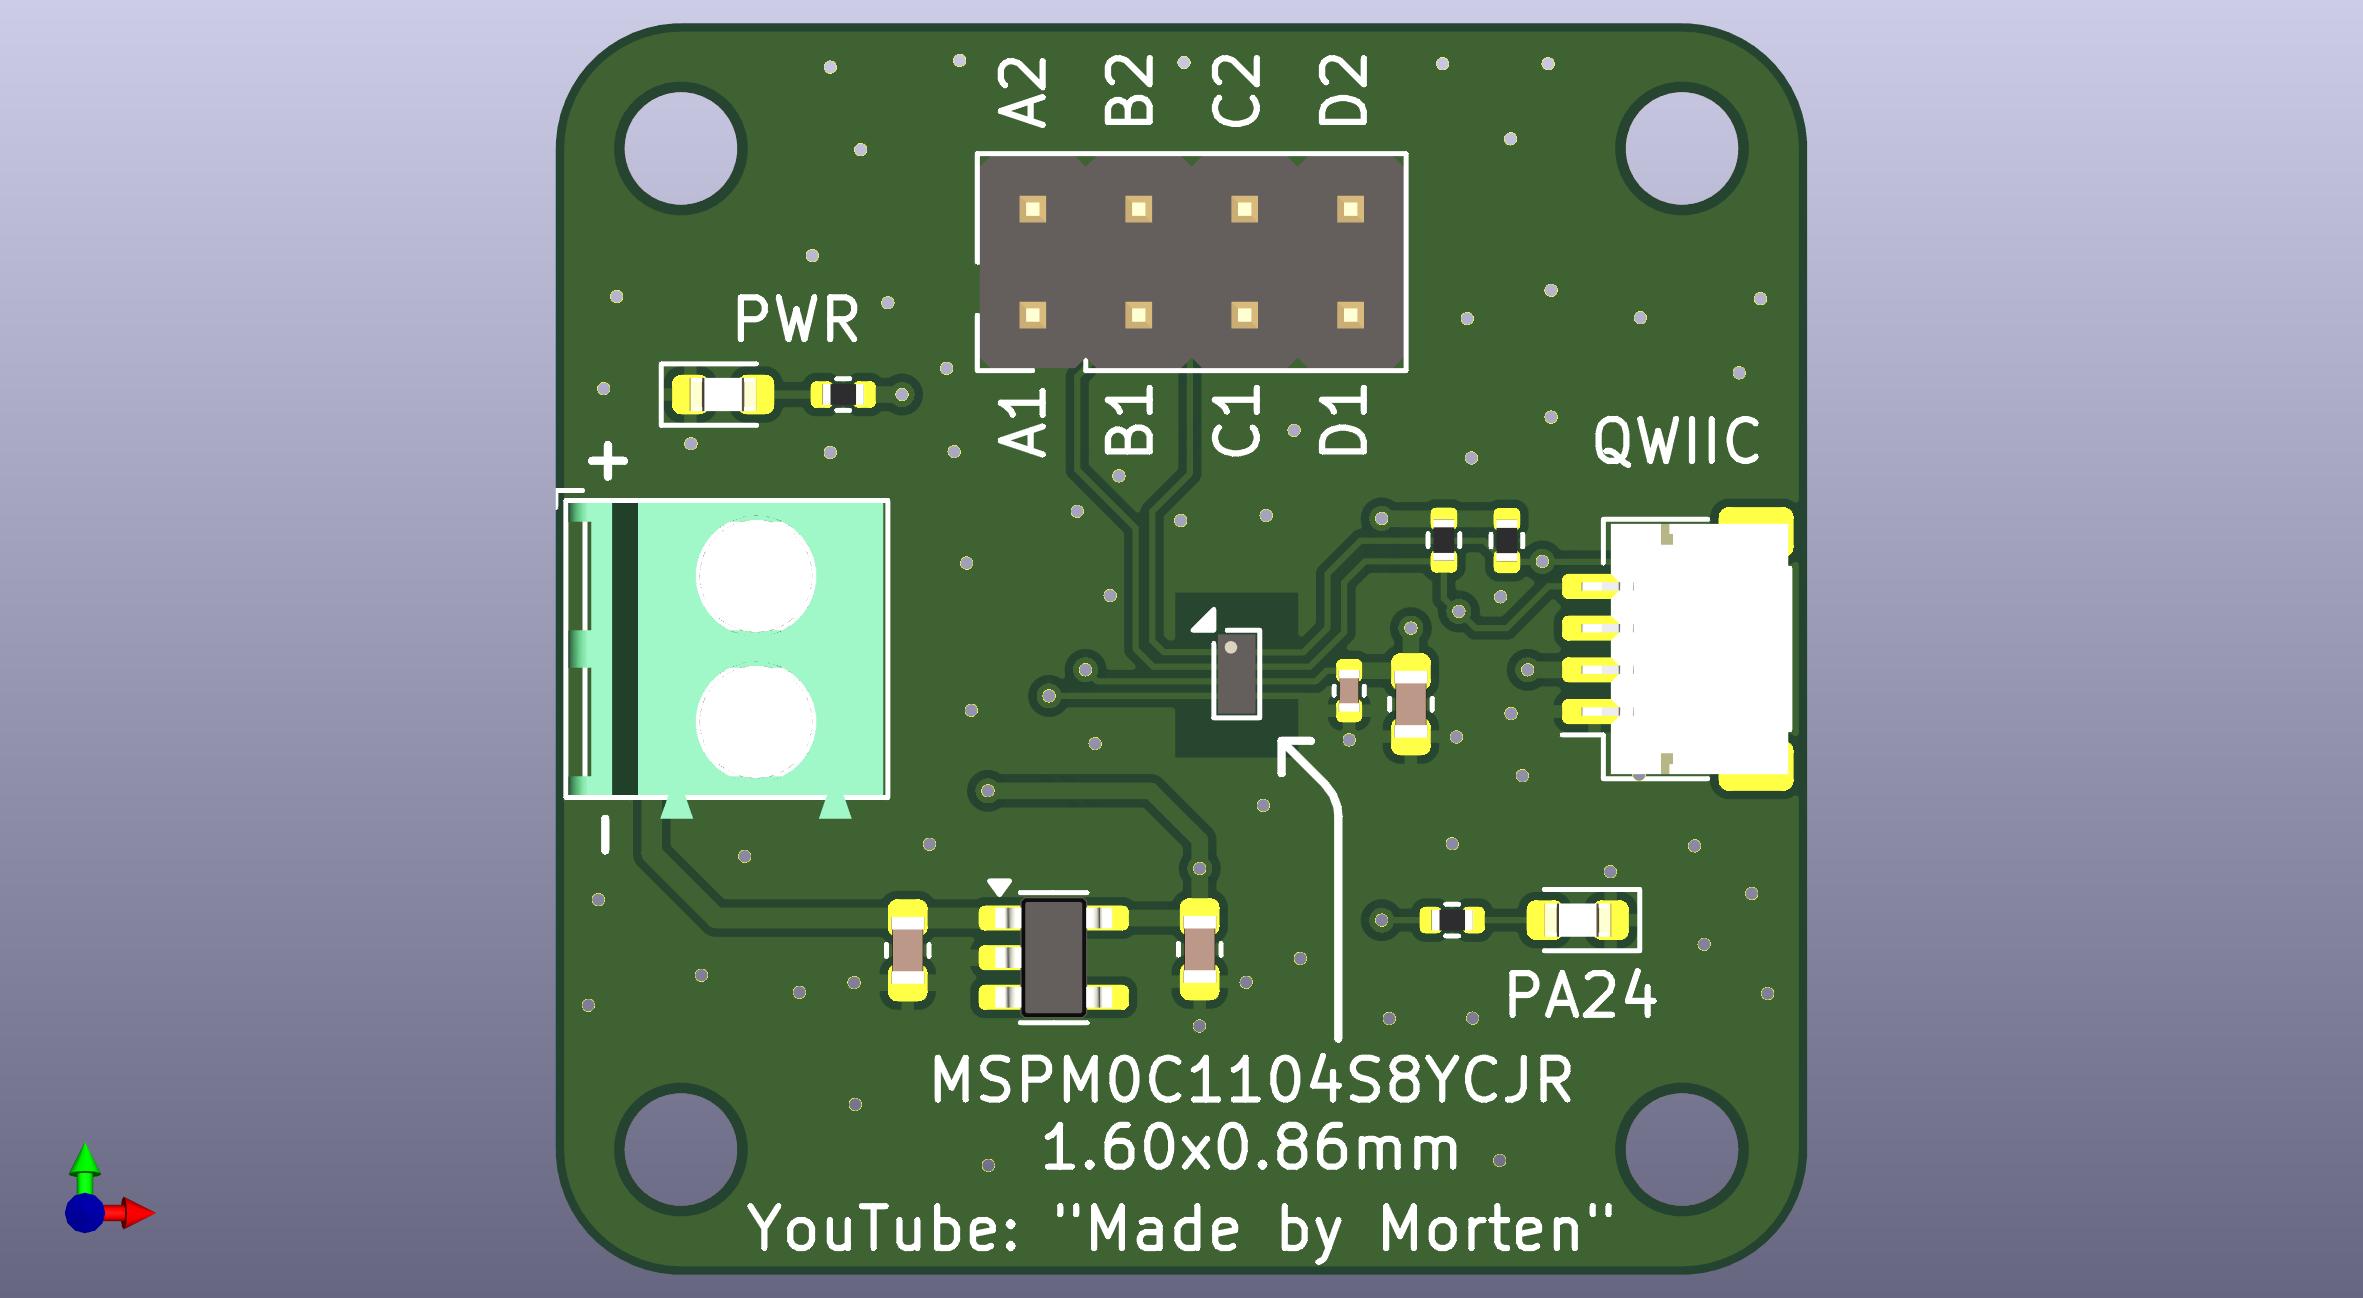 A2 B2 C2 D2
PWR
A1 B1 C1 D1
QWIIC
+
-
PA24
MSPM0C1104S8YCJR
1.60x0.86mm
YouTube: "Made by Morten"